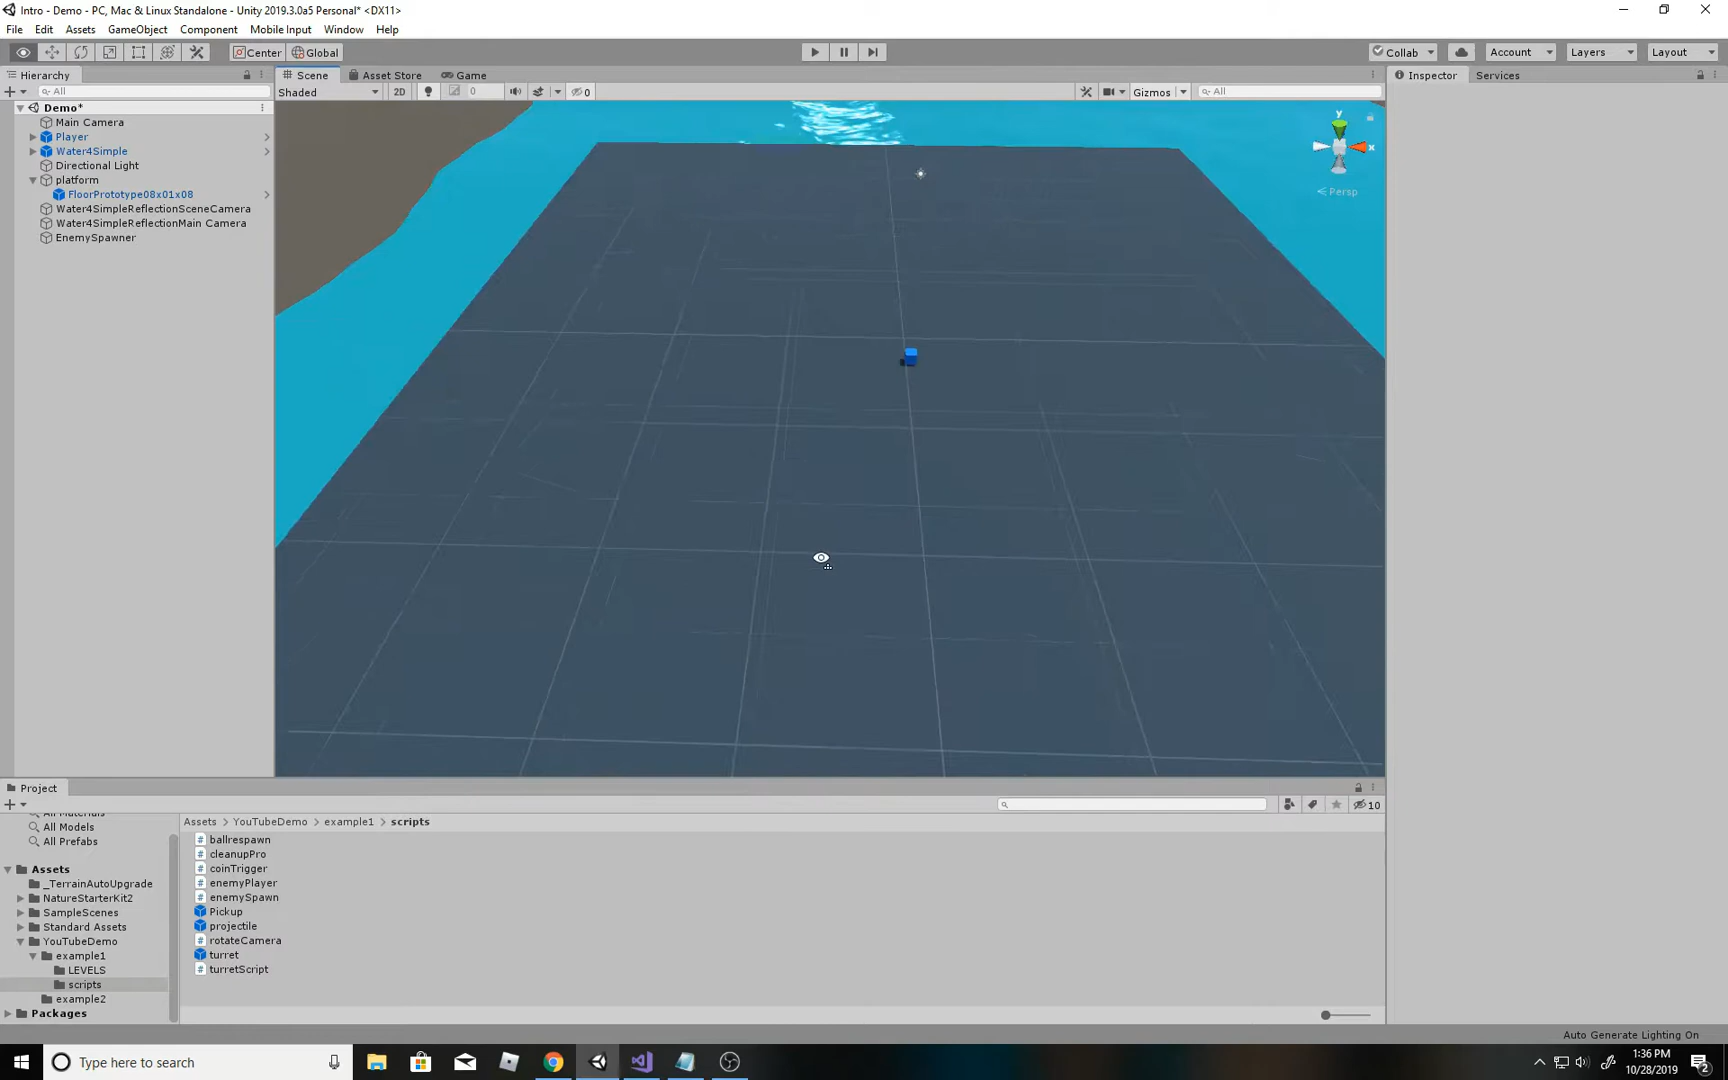 Intro - Demo - PC, Mac & Linux Standalone - Unity 2019.3.0a5 Personal* <DX11>
File Edit Assets GameObject Component Mobile Input Window Help
Center Global Collab Account Layers Layout
Hierarchy Scene Asset Store Game Inspector Services
All Shaded 2D 0 0 Gizmos All
Demo*
Main Camera
Player
Water4Simple
Directional Light
platform
FloorPrototype08x01x08
Water4SimpleReflectionSceneCamera
Water4SimpleReflectionMain Camera
EnemySpawner
y
x
Persp
Project
10
All Materials
All Models
All Prefabs
Assets
_TerrainAutoUpgrade
NatureStarterKit2
SampleScenes
Standard Assets
YouTubeDemo
example1
LEVELS
scripts
example2
Packages
Assets > YouTubeDemo > example1 > scripts
ballrespawn
cleanupPro
coinTrigger
enemyPlayer
enemySpawn
Pickup
projectile
rotateCamera
turret
turretScript
Auto Generate Lighting On
Type here to search
1:36 PM
10/28/2019
2